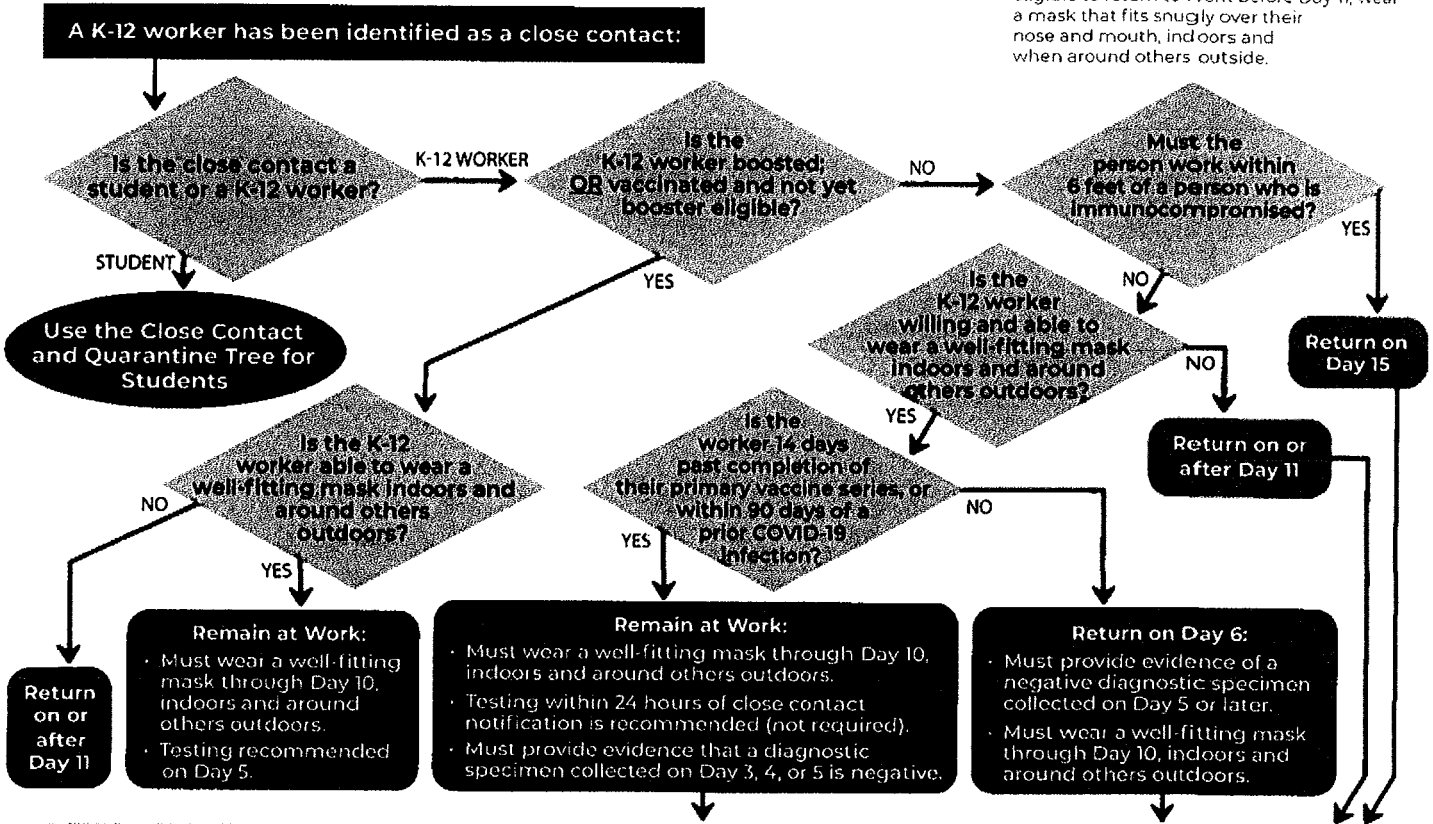 a mask that fits snugly over their
nose and mouth, indoors and
when around others outside.
A K-12 worker has been identified as a close contact:
Is the close contact a
student or a K-12 worker?
K-12 WORKER
STUDENT
Use the Close Contact
and Quarantine Tree for
Students
Is the
K-12 worker boosted;
OR vaccinated and not yet
booster eligible?
NO
YES
Must the
person work within
6 feet of a person who is
immunocompromised?
YES
NO
Return on
Day 15
Is the
K-12 worker
willing and able to
wear a well-fitting mask
indoors and around
others outdoors?
NO
YES
Return on or
after Day 11
Is the K-12
worker able to wear a
well-fitting mask indoors and
around others
outdoors?
NO
YES
Is the
worker 14 days
past completion of
their primary vaccine series, or
within 90 days of a
prior COVID-19
infection?
YES
NO
Return
on or
after
Day 11
Remain at Work:
· Must wear a well-fitting
mask through Day 10,
indoors and around
others outdoors.
· Testing recommended
on Day 5.
Remain at Work:
· Must wear a well-fitting mask through Day 10,
indoors and around others outdoors.
· Testing within 24 hours of close contact
notification is recommended (not required).
· Must provide evidence that a diagnostic
specimen collected on Day 3, 4, or 5 is negative.
Return on Day 6:
· Must provide evidence of a
negative diagnostic specimen
collected on Day 5 or later.
· Must wear a well-fitting mask
through Day 10, indoors and
around others outdoors.